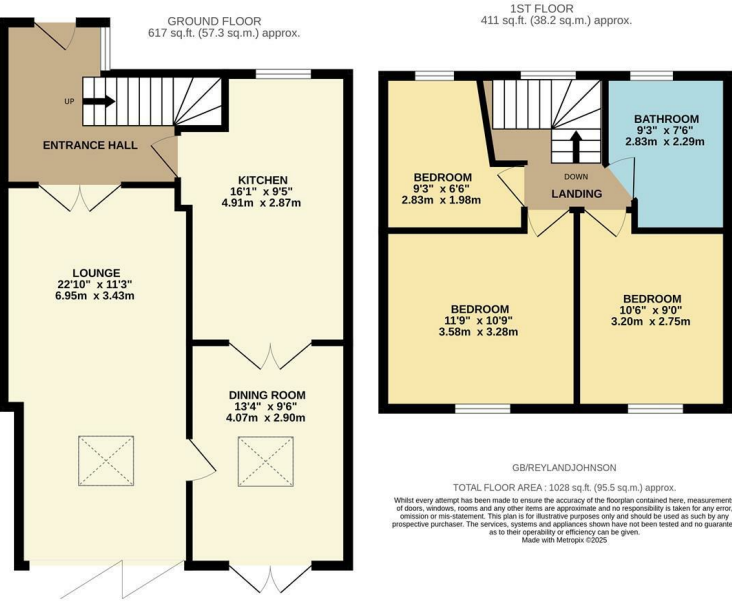 GROUND FLOOR
617 sq.ft. (57.3 sq.m.) approx.
UP
ENTRANCE HALL
KITCHEN
16'1" x 9'5"
4.91m x 2.87m
LOUNGE
22'10" x 11'3"
6.95m x 3.43m
DINING ROOM
13'4" x 9'6"
4.07m x 2.90m
1ST FLOOR
411 sq.ft. (38.2 sq.m.) approx.
BATHROOM
9'3" x 7'6"
2.83m x 2.29m
BEDROOM
9'3" x 6'6"
2.83m x 1.98m
DOWN
LANDING
BEDROOM
11'9" x 10'9"
3.58m x 3.28m
BEDROOM
10'6" x 9'0"
3.20m x 2.75m
GB/REYLANDJOHNSON
TOTAL FLOOR AREA : 1028 sq.ft. (95.5 sq.m.) approx.
Whilst every attempt has been made to ensure the accuracy of the floorplan contained here, measurement
of doors, windows, rooms and any other items are approximate and no responsibility is taken for any error,
omission or mis-statement. This plan is for illustrative purposes only and should be used as such by any
prospective purchaser. The services, systems and appliances shown have not been tested and no guarante
as to their operability or efficiency can be given.
Made with Metropix ©2025